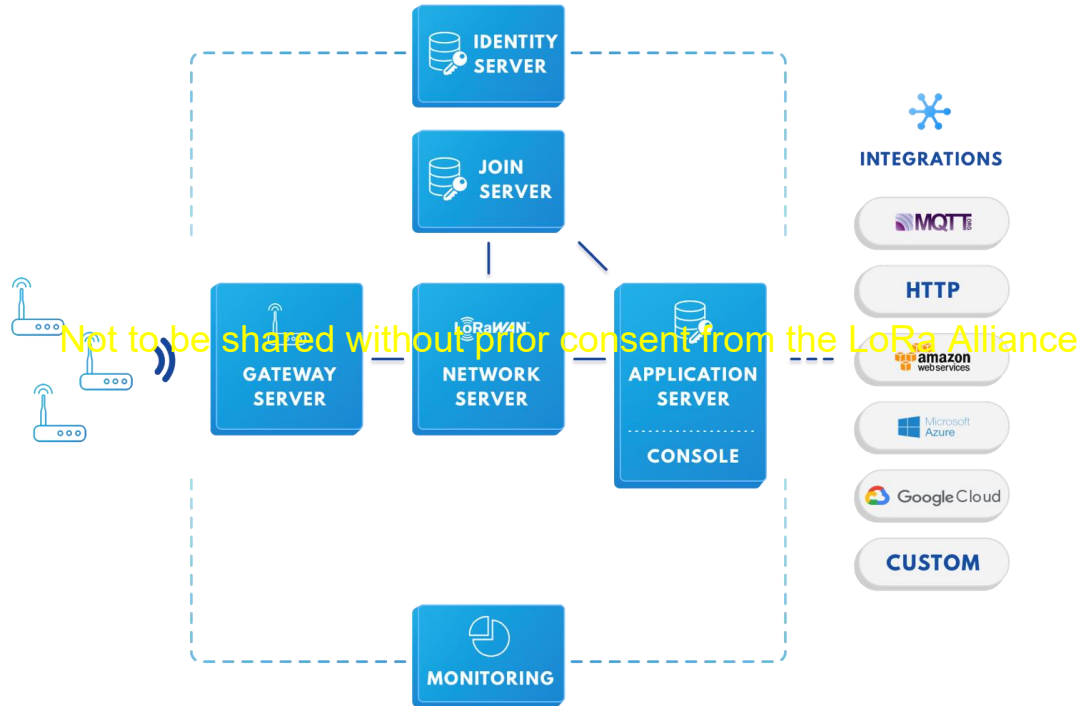 IDENTITY
SERVER
JOIN
SERVER
INTEGRATIONS
MQTT.ORG
HTTP
Not to be shared without prior consent from the LoRa Alliance
LoRaWAN
GATEWAY
SERVER
NETWORK
SERVER
APPLICATION
SERVER
CONSOLE
amazon
web services
Microsoft
Azure
Google Cloud
CUSTOM
MONITORING